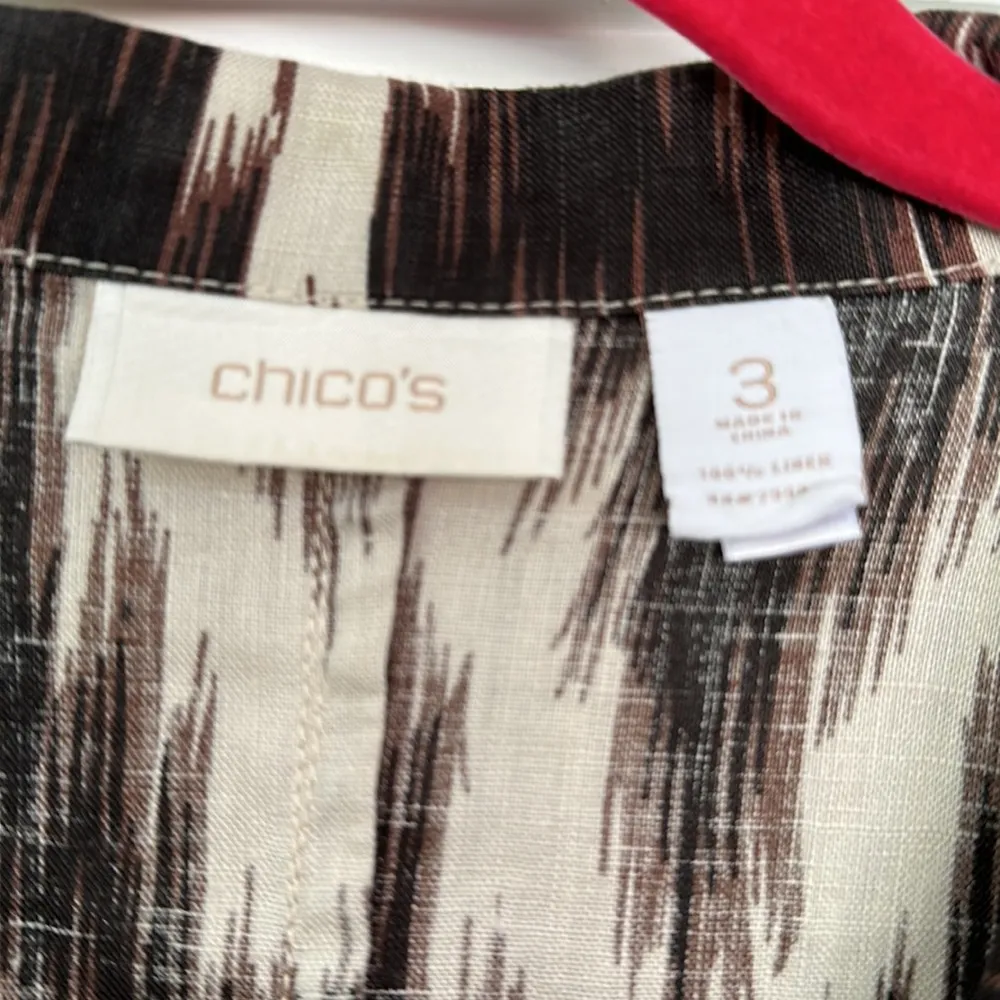 chico's
3
MADE IN
CHINA
100% LINEN